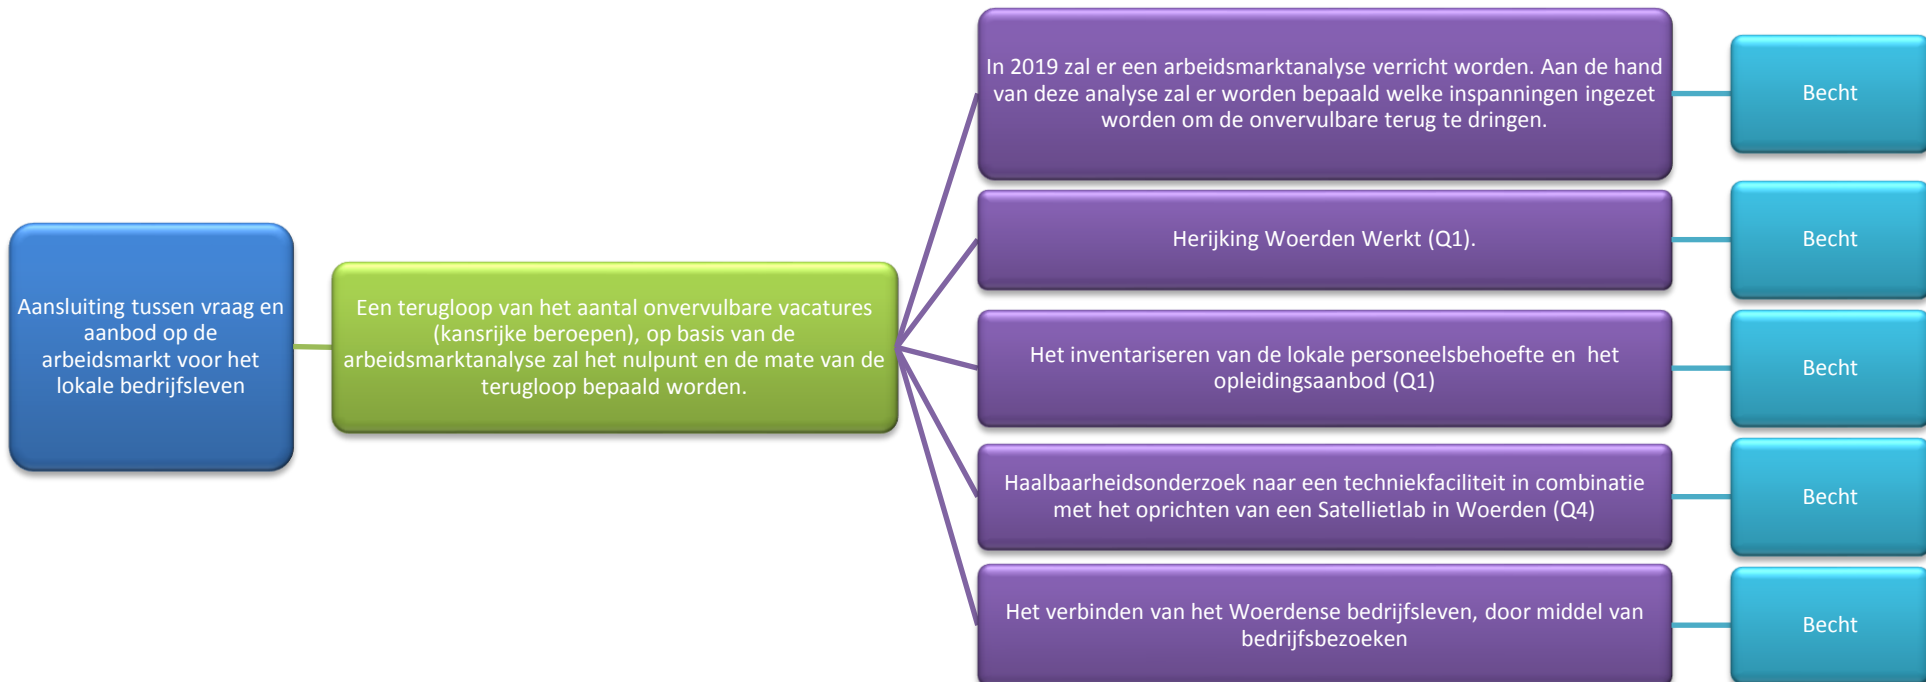 Aansluiting tussen vraag en
aanbod op de
arbeidsmarkt voor het
lokale bedrijfsleven
Een terugloop van het aantal onvervulbare vacatures
(kansrijke beroepen), op basis van de
arbeidsmarktanalyse zal het nulpunt en de mate van de
terugloop bepaald worden.
In 2019 zal er een arbeidsmarktanalyse verricht worden. Aan de hand
van deze analyse zal er worden bepaald welke inspanningen ingezet
worden om de onvervulbare terug te dringen.
Becht
Herijking Woerden Werkt (Q1).
Becht
Het inventariseren van de lokale personeelsbehoefte en  het
opleidingsaanbod (Q1)
Becht
Haalbaarheidsonderzoek naar een techniekfaciliteit in combinatie
met het oprichten van een Satellietlab in Woerden (Q4)
Becht
Het verbinden van het Woerdense bedrijfsleven, door middel van
bedrijfsbezoeken
Becht